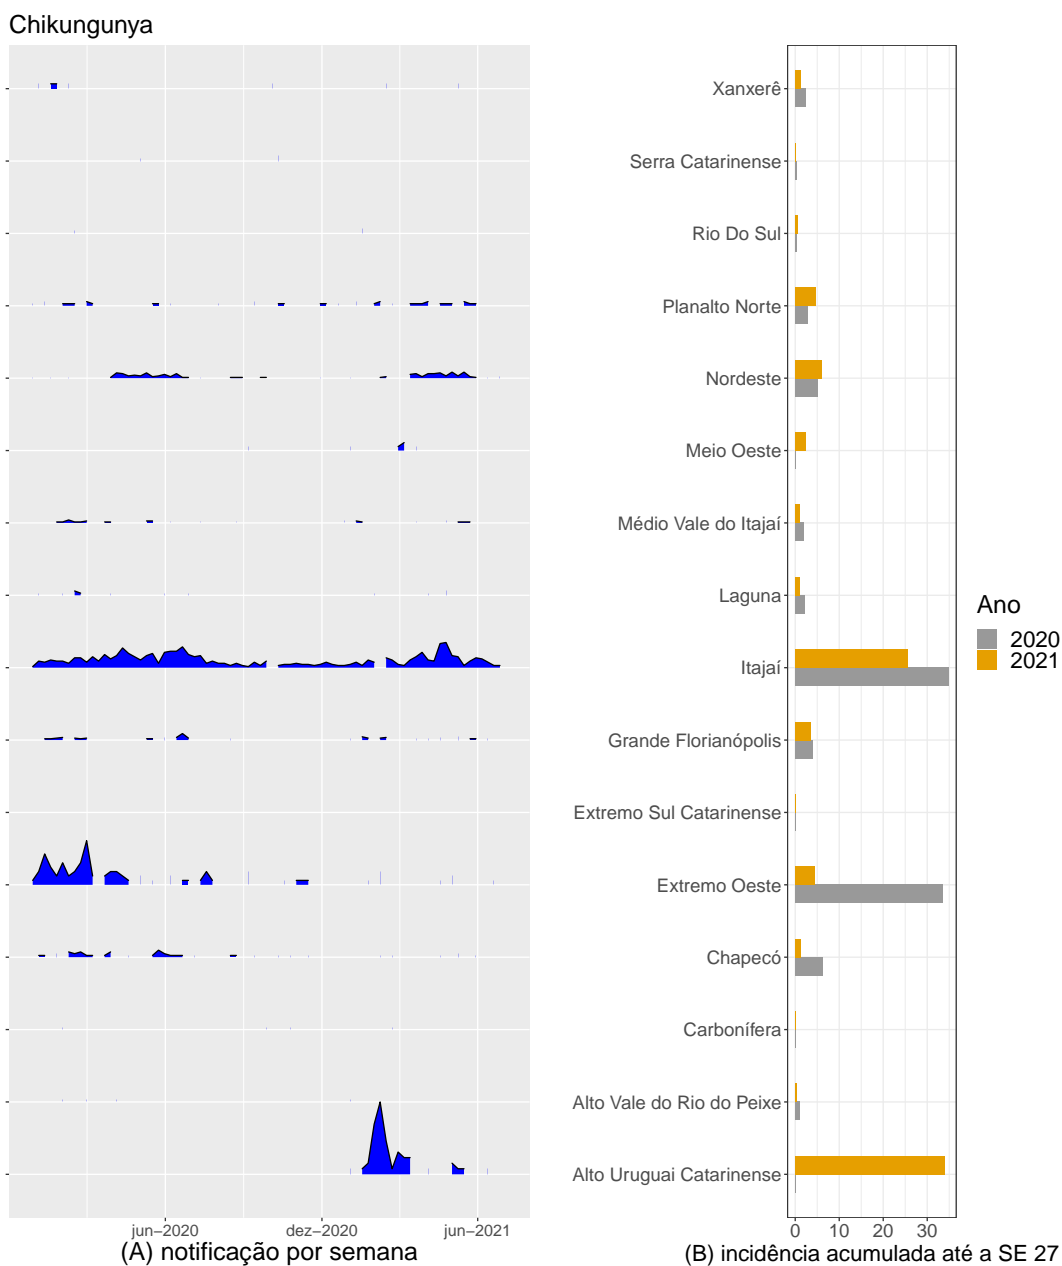 Chikungunya
Xanxerê
Serra Catarinense
Rio Do Sul
Planalto Norte
Nordeste
Meio Oeste
Médio Vale do Itajaí
Laguna
Itajaí
Grande Florianópolis
Extremo Sul Catarinense
Extremo Oeste
Chapecó
Carbonífera
Alto Vale do Rio do Peixe
Alto Uruguai Catarinense
Ano
2020
2021
jun−2020 dez−2020 jun−2021
0 10 20 30
(A) notificação por semana
(B) incidência acumulada até a SE 27